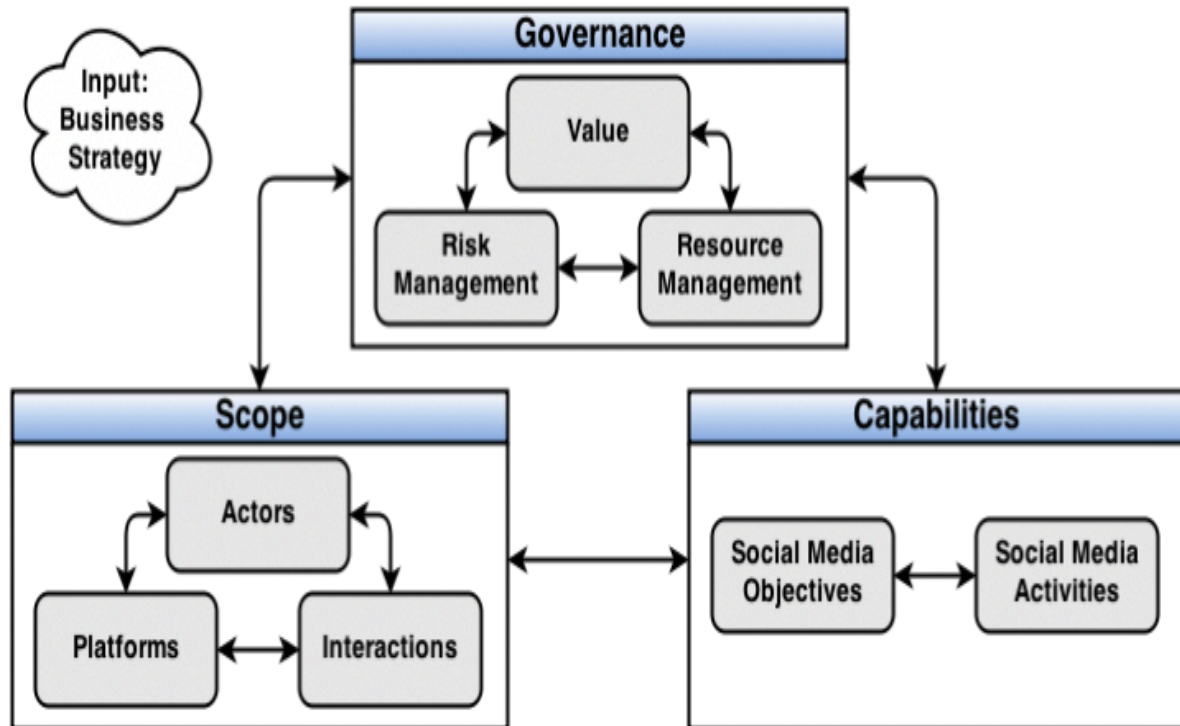 Governance
Input:
Business
Strategy
Value
Risk
Management
Resource
Management
Scope
Actors
Platforms
Interactions
Capabilities
Social Media
Objectives
Social Media
Activities